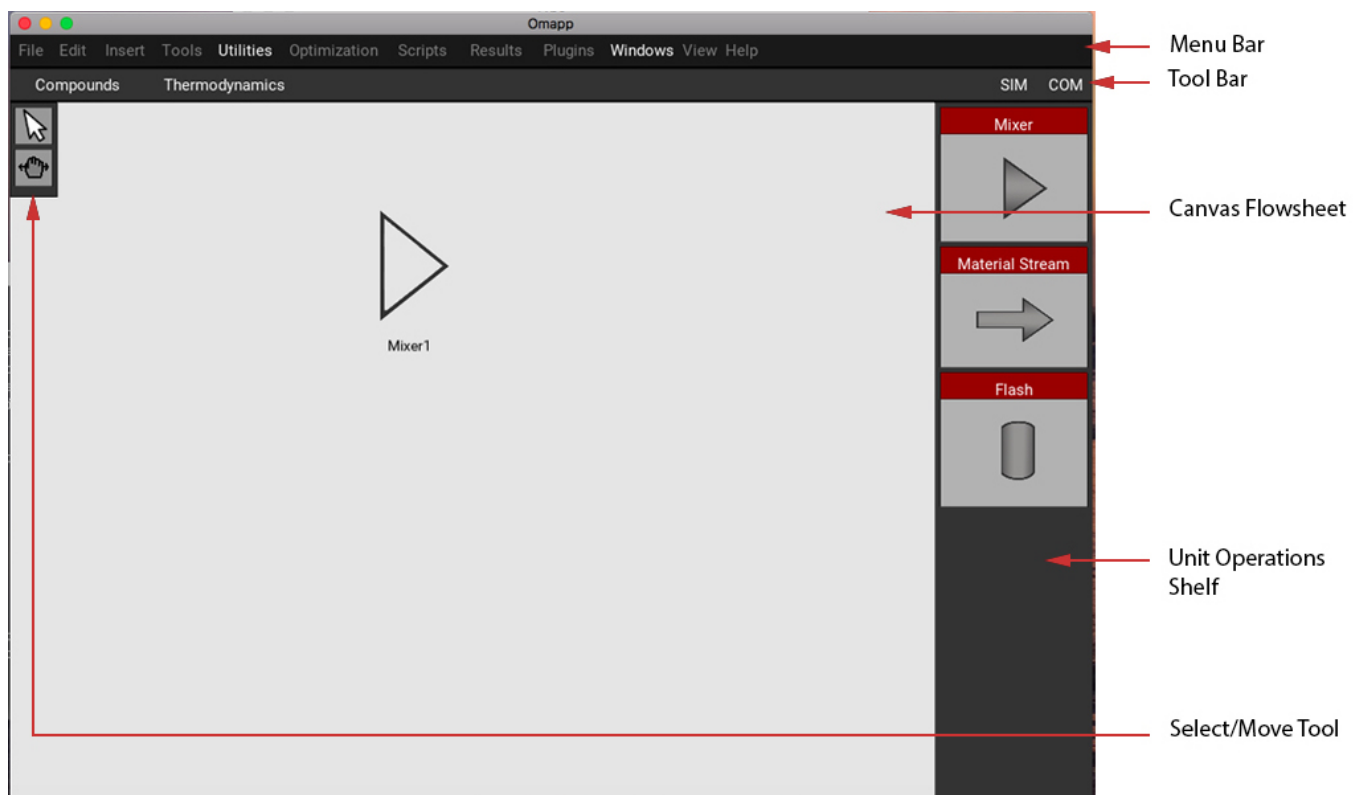 Omapp
File Edit Insert Tools Utilities Optimization Scripts Results Plugins Windows View Help
Menu Bar
Compounds Thermodynamics SIM COM
Tool Bar
Mixer
Canvas Flowsheet
Material Stream
Mixer1
Flash
Unit Operations
Shelf
Select/Move Tool